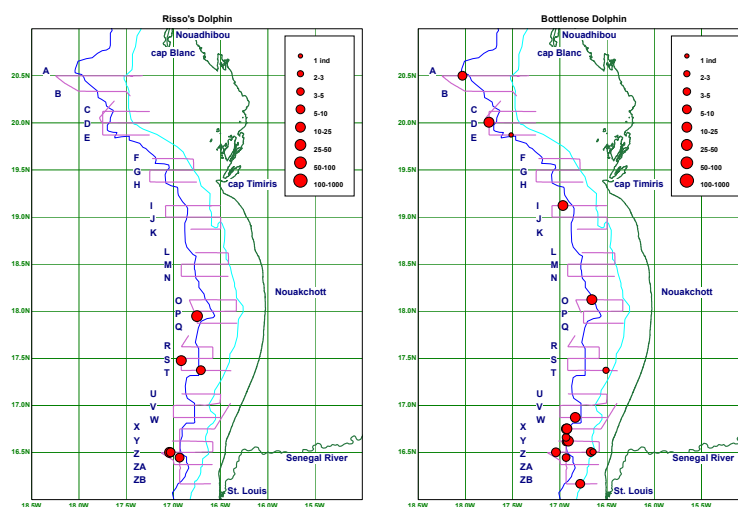 Risso's Dolphin
Nouadhibou
cap Blanc
20.5N
20.0N
19.5N
19.0N
18.5N
18.0N
17.5N
17.0N
16.5N
A
B
C
D
E
F
G
H
I
J
K
L
M
N
O
P
Q
R
S
T
U
V
W
X
Y
Z
ZA
ZB
cap Timiris
Nouakchott
Senegal River
St. Louis
1 ind
2-3
3-5
5-10
10-25
25-50
50-100
100-1000
18.5W
18.0W
17.5W
17.0W
16.5W
16.0W
15.5W
Bottlenose Dolphin
Nouadhibou
cap Blanc
20.5N
20.0N
19.5N
19.0N
18.5N
18.0N
17.5N
17.0N
16.5N
A
B
C
D
E
F
G
H
I
J
K
L
M
N
O
P
Q
R
S
T
U
V
W
X
Y
Z
ZA
ZB
cap Timiris
Nouakchott
Senegal River
St. Louis
1 ind
2-3
3-5
5-10
10-25
25-50
50-100
100-1000
18.5W
18.0W
17.5W
17.0W
16.5W
16.0W
15.5W